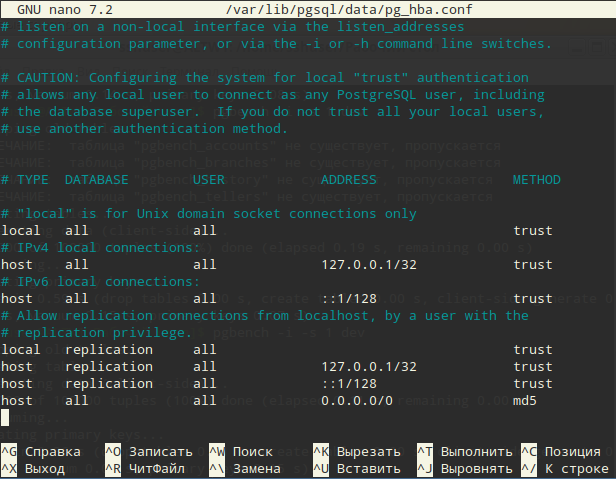 GNU nano 7.2 /var/lib/pgsql/data/pg_hba.conf
# listen on a non-local interface via the listen_addresses
# configuration parameter, or via the -i or -h command line switches.
# CAUTION: Configuring the system for local "trust" authentication
# allows any local user to connect as any PostgreSQL user, including
# the database superuser. If you do not trust all your local users,
# use another authentication method.
# TYPE DATABASE USER ADDRESS METHOD
# "local" is for Unix domain socket connections only
local all all trust
# IPv4 local connections:
host all all 127.0.0.1/32 trust
# IPv6 local connections:
host all all ::1/128 trust
# Allow replication connections from localhost, by a user with the
# replication privilege.
local replication all trust
host replication all 127.0.0.1/32 trust
host replication all ::1/128 trust
host all all 0.0.0.0/0 md5
^G Справка ^O Записать ^W Поиск ^K Вырезать ^T Выполнить ^C Позиция
^X Выход ^R ЧитФайл ^\ Замена ^U Вставить ^J Выровнять ^/ К строке